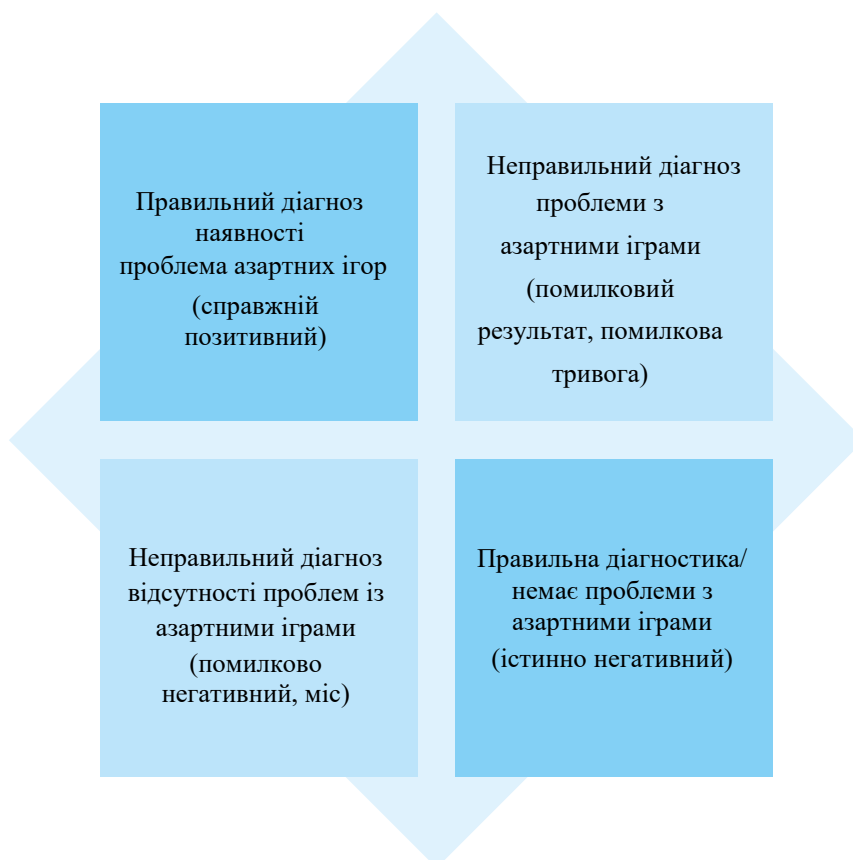 Правильний діагноз
наявності
проблема азартних ігор
(справжній
позитивний)
Неправильний діагноз
проблеми з
азартними іграми
(помилковий
результат, помилкова
тривога)
Неправильний діагноз
відсутності проблем із
азартними іграми
(помилково
негативний, міс)
Правильна діагностика/
немає проблеми з
азартними іграми
(істинно негативний)